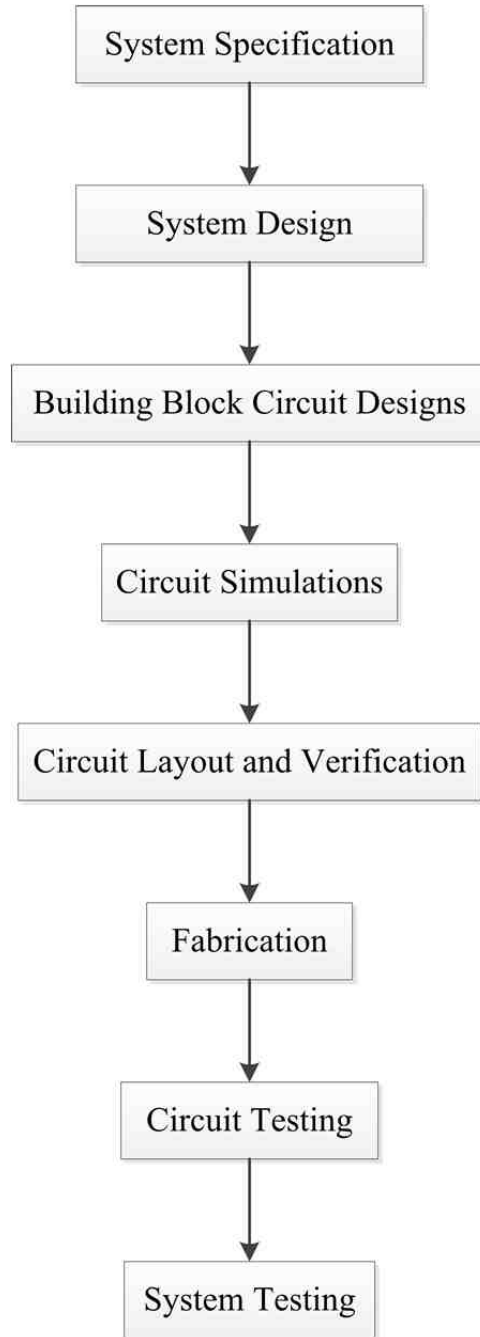 System Specification
System Design
Building Block Circuit Designs
Circuit Simulations
Circuit Layout and Verification
Fabrication
Circuit Testing
System Testing